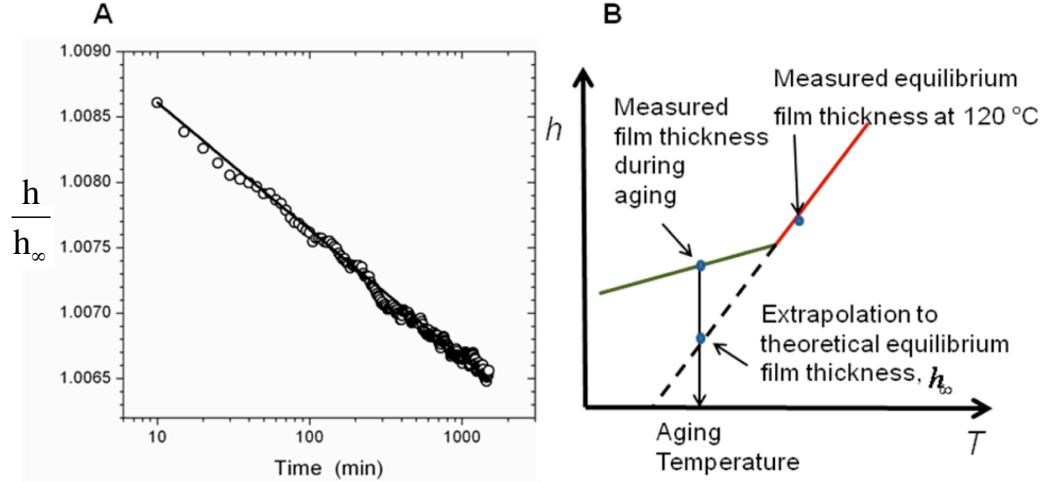 A
1.0090
1.0085
1.0080
1.0075
1.0070
1.0065
h
h∞
10
100
1000
Time (min)
B
h
Measured
film thickness
during
aging
Measured equilibrium
film thickness at 120 °C
Extrapolation to
theoretical equilibrium
film thickness, h∞
Aging
Temperature
T